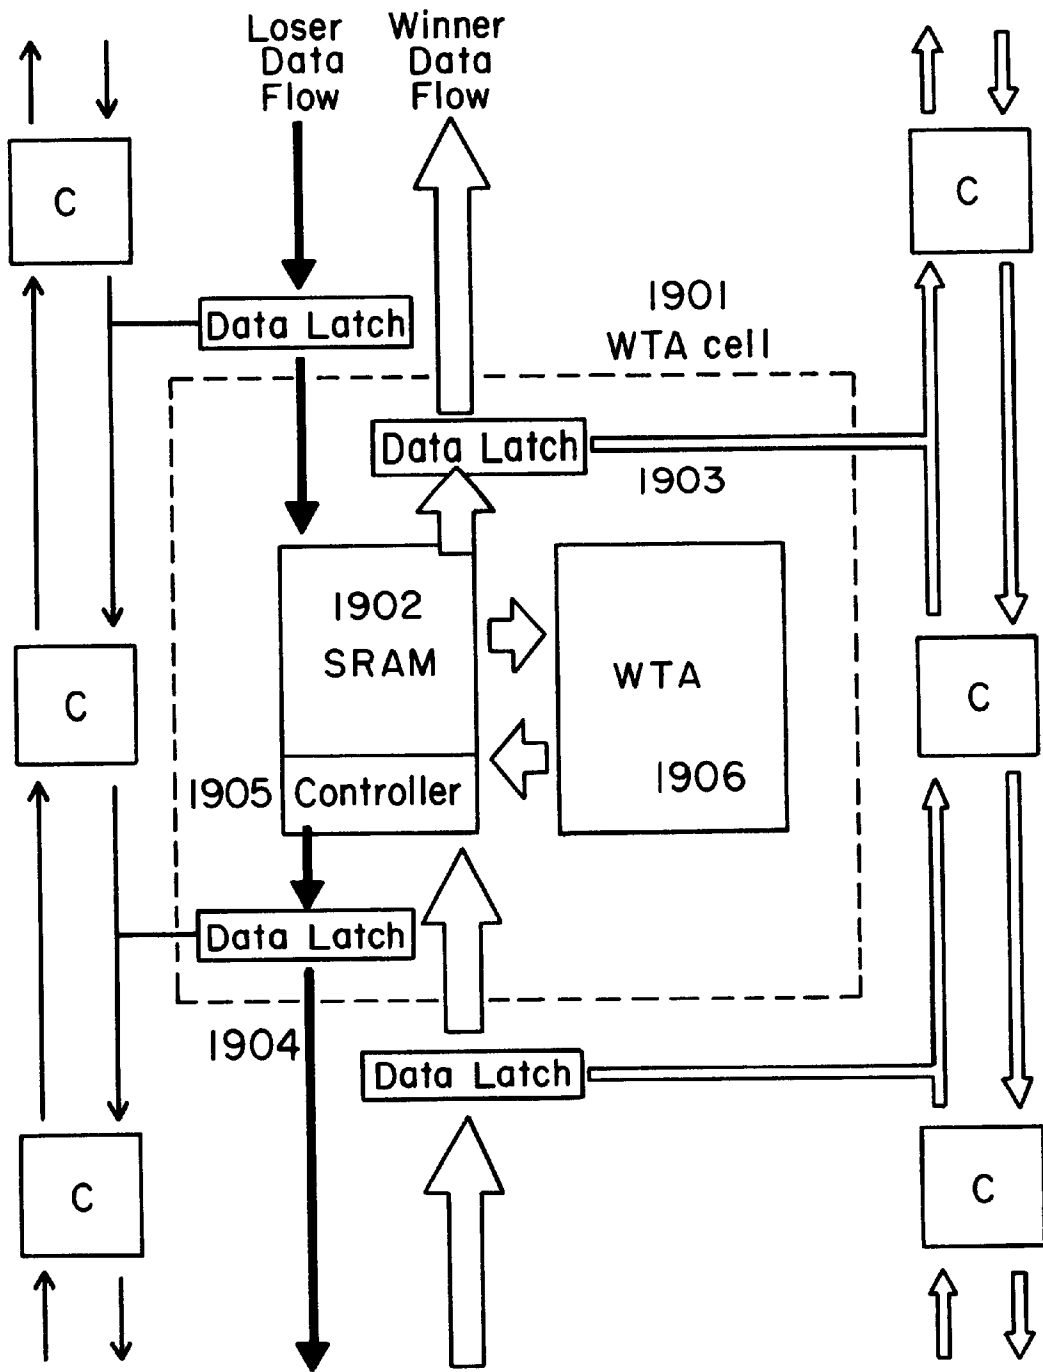 Loser
Data
Flow
Winner
Data
Flow
C
C
Data Latch
1901
WTA cell
Data Latch
1903
1902
SRAM
WTA
C
C
1905
Controller
1906
Data Latch
1904
Data Latch
C
C